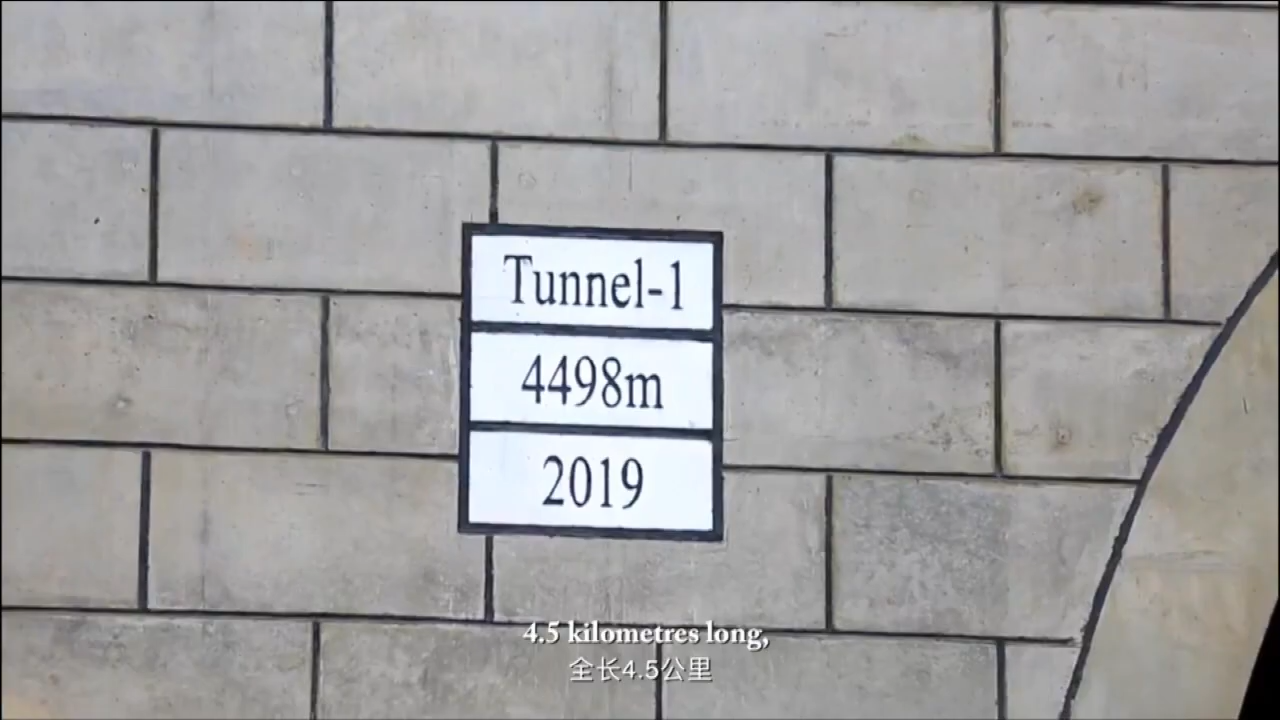 Tunnel-1
4498m
2019
4.5 kilometres long,
全长4.5公里